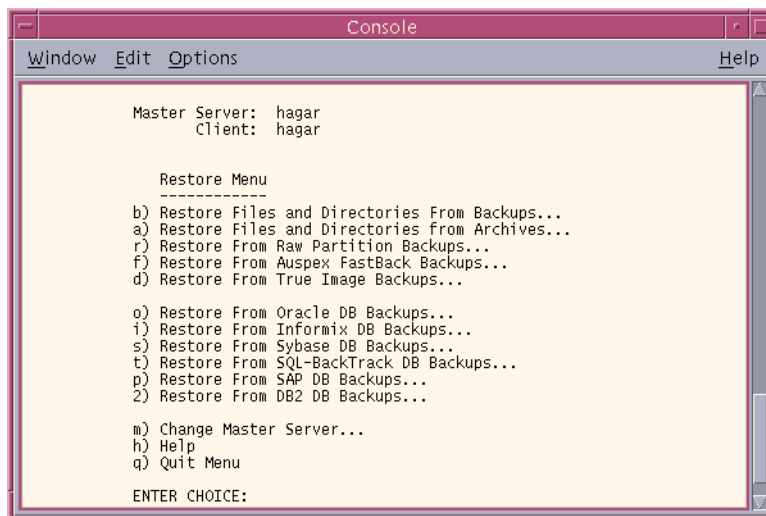 Console
Window Edit Options Help
Master Server: hagar
Client: hagar
Restore Menu
------------
b) Restore Files and Directories From Backups...
a) Restore Files and Directories from Archives...
r) Restore From Raw Partition Backups...
f) Restore From Auspex FastBack Backups...
d) Restore From True Image Backups...
o) Restore From Oracle DB Backups...
i) Restore From Informix DB Backups...
s) Restore From Sybase DB Backups...
t) Restore From SQL-BackTrack DB Backups...
p) Restore From SAP DB Backups...
2) Restore From DB2 DB Backups...
m) Change Master Server...
h) Help
q) Quit Menu
ENTER CHOICE: